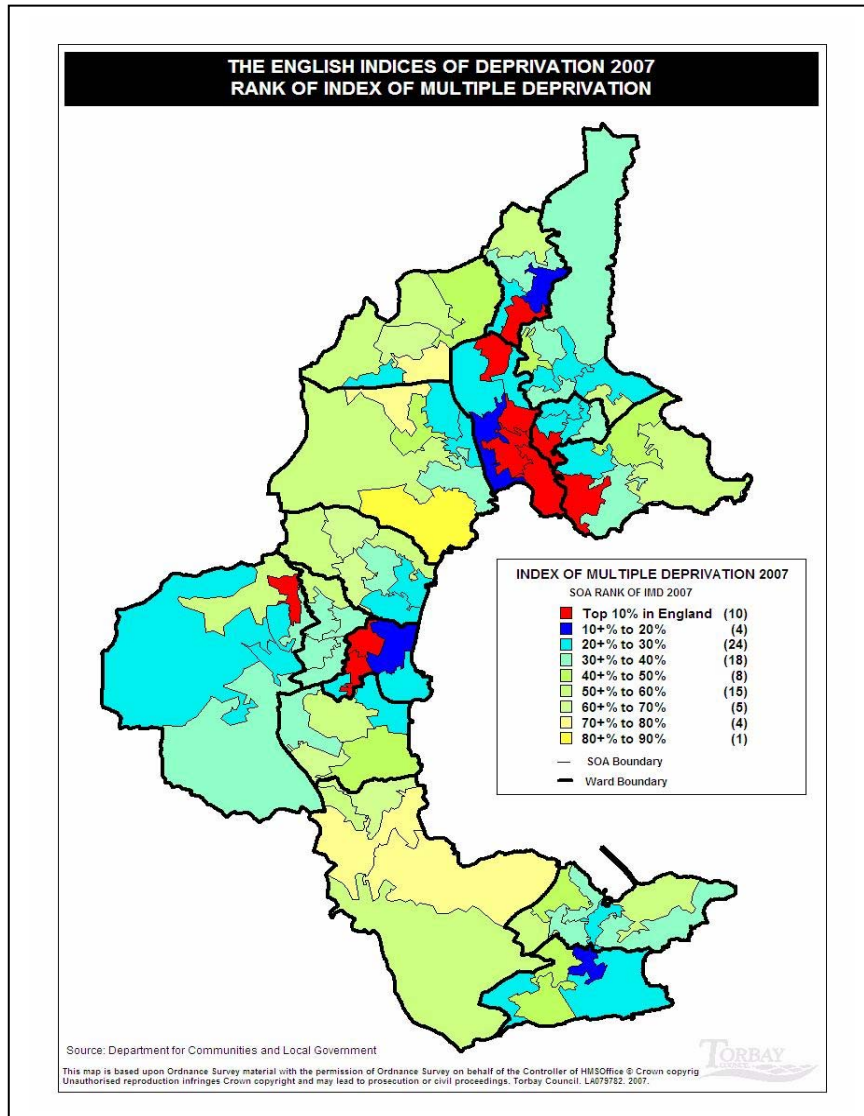 THE ENGLISH INDICES OF DEPRIVATION 2007
RANK OF INDEX OF MULTIPLE DEPRIVATION
INDEX OF MULTIPLE DEPRIVATION 2007
SOA RANK OF IMD 2007
Top 10% in England (10)
10+% to 20% (4)
20+% to 30% (24)
30+% to 40% (18)
40+% to 50% (8)
50+% to 60% (15)
60+% to 70% (5)
70+% to 80% (4)
80+% to 90% (1)
SOA Boundary
Ward Boundary
Source: Department for Communities and Local Government
TORBAY
COUNCIL
This map is based upon Ordnance Survey material with the permission of Ordnance Survey on behalf of the Controller of HMSOffice © Crown copyrig
Unauthorised reproduction infringes Crown copyright and may lead to prosecution or civil proceedings. Torbay Council. LA079782. 2007.